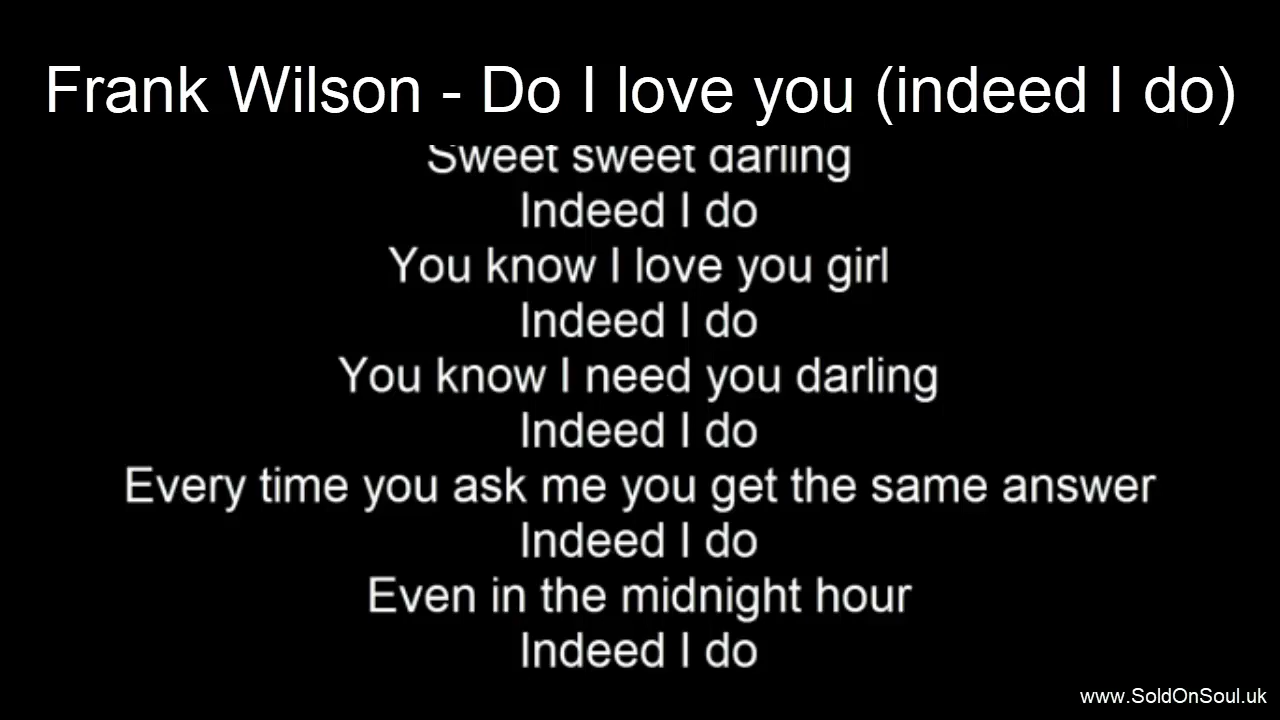 Frank Wilson - Do I love you (indeed I do)
Sweet sweet darling
Indeed I do
You know I love you girl
Indeed I do
You know I need you darling
Indeed I do
Every time you ask me you get the same answer
Indeed I do
Even in the midnight hour
Indeed I do
www.SoldOnSoul.uk